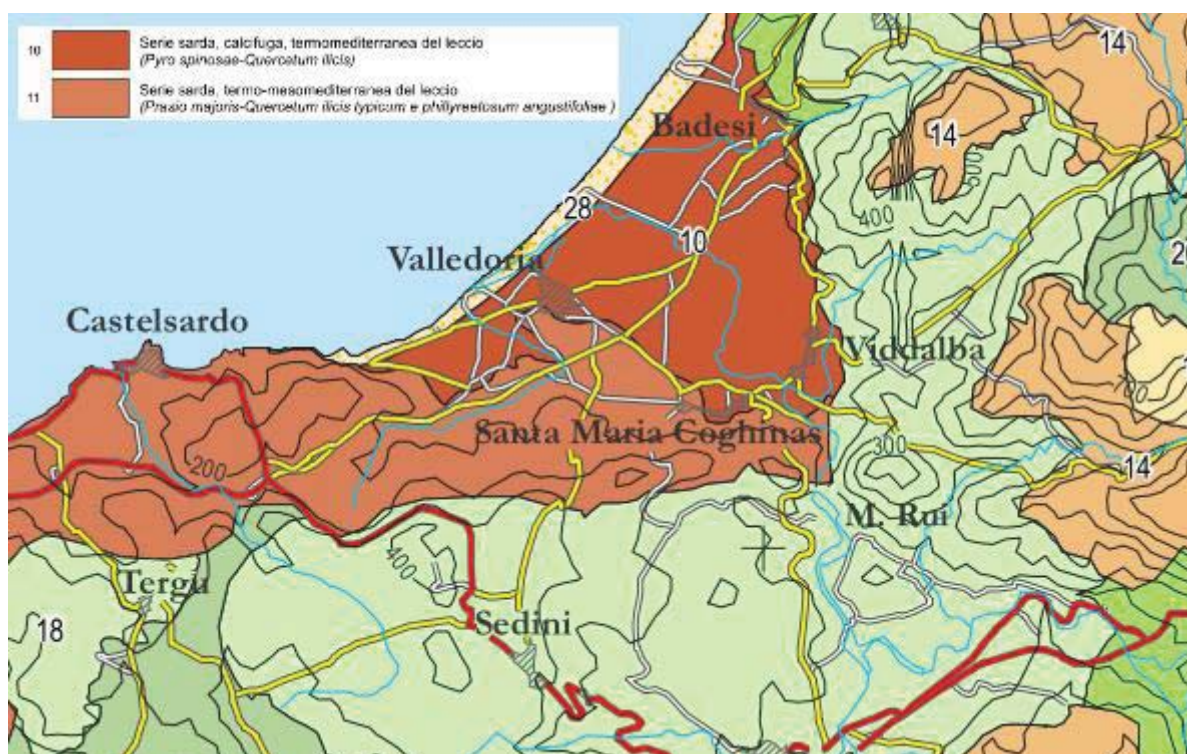 10 Serie sarda, calcifuga, termomediterranea del leccio
(Pyro spinosae-Quercetum ilicis)
11 Serie sarda, termo-mesomediterranea del leccio
(Prasio majoris-Quercetum ilicis typicum e phillyreetosum angustifoliae )
14
Badesi
14
500
400
28
10
Valledoria
20
Castelsardo
Viddalba
700
Santa Maria Coghinas
300
200
14
M. Rui
400
Tergu
Sedini
18